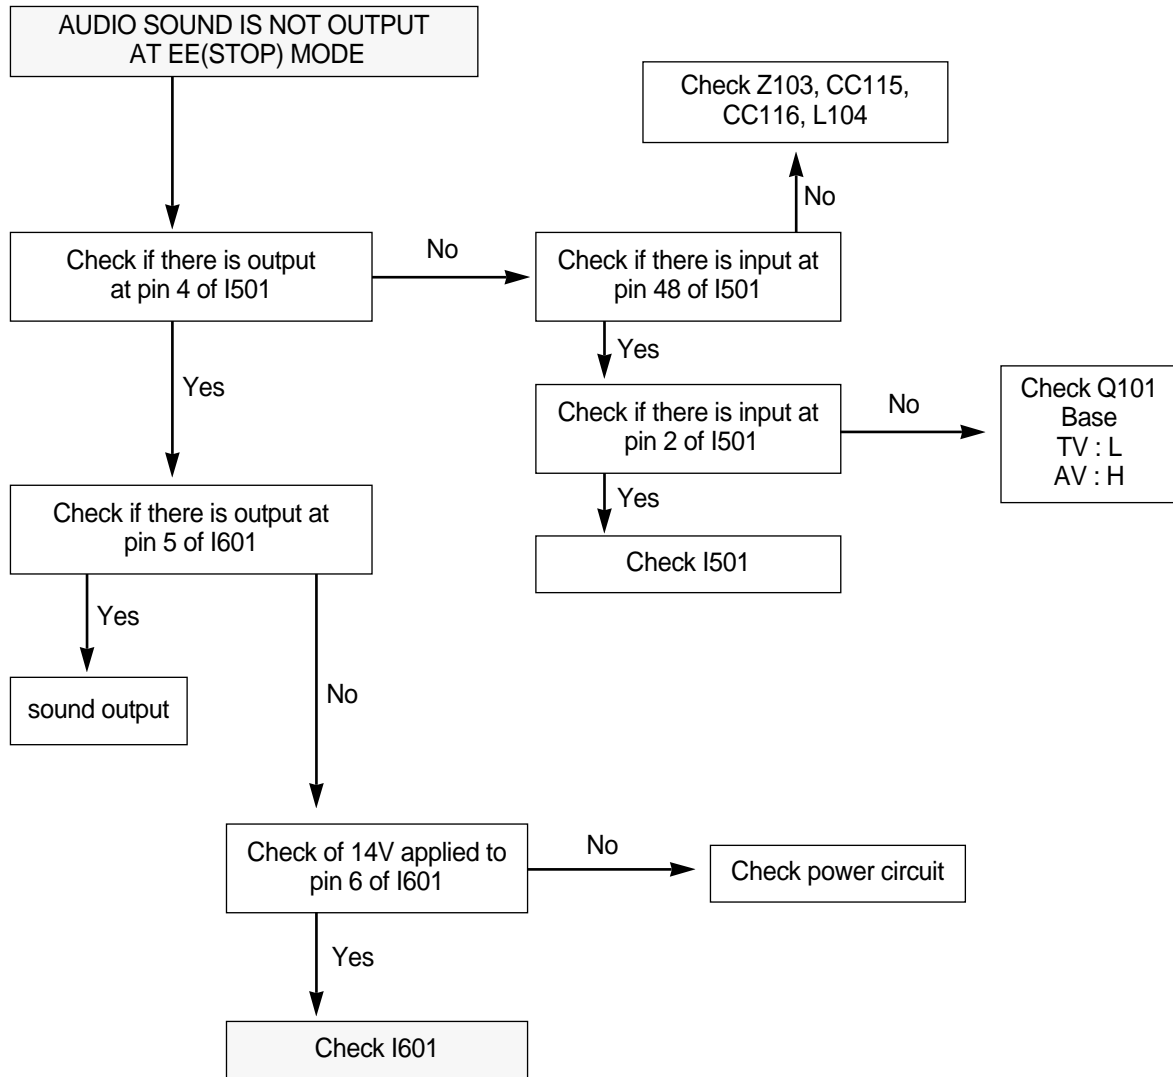 AUDIO SOUND IS NOT OUTPUT
AT EE(STOP) MODE
Check Z103, CC115,
CC116, L104
No
Check if there is output
at pin 4 of I501
No
Check if there is input at
pin 48 of I501
Yes
Yes
Check if there is input at
pin 2 of I501
No
Check Q101
Base
TV : L
AV : H
Check if there is output at
pin 5 of I601
Yes
Check I501
Yes
sound output
No
Check of 14V applied to
pin 6 of I601
No
Check power circuit
Yes
Check I601